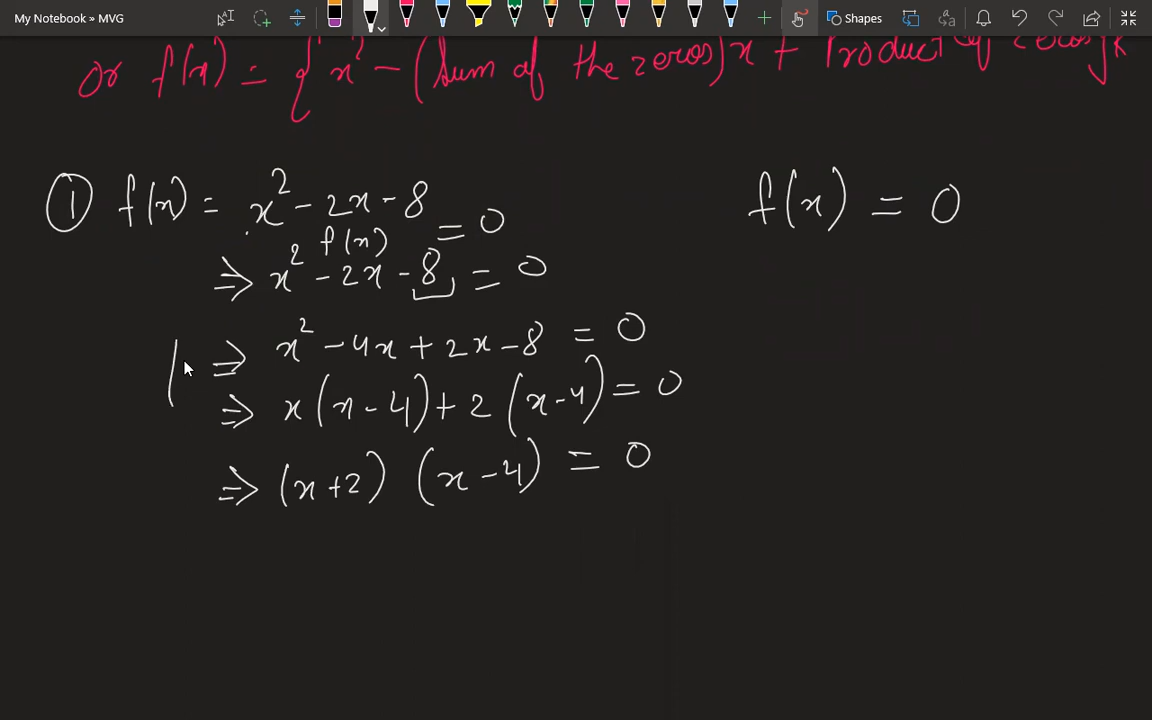 My Notebook » MVG
Shapes
Or f(x) = { x² - (Sum of the zeros)x + Product of zeros}k
① f(x) = x² - 2x - 8
f(x) = 0
f(x) = 0
⇒ x² - 2x - 8 = 0
⇒ x² - 4x + 2x - 8 = 0
⇒ x(x - 4) + 2(x - 4) = 0
⇒ (x+2) (x-4) = 0